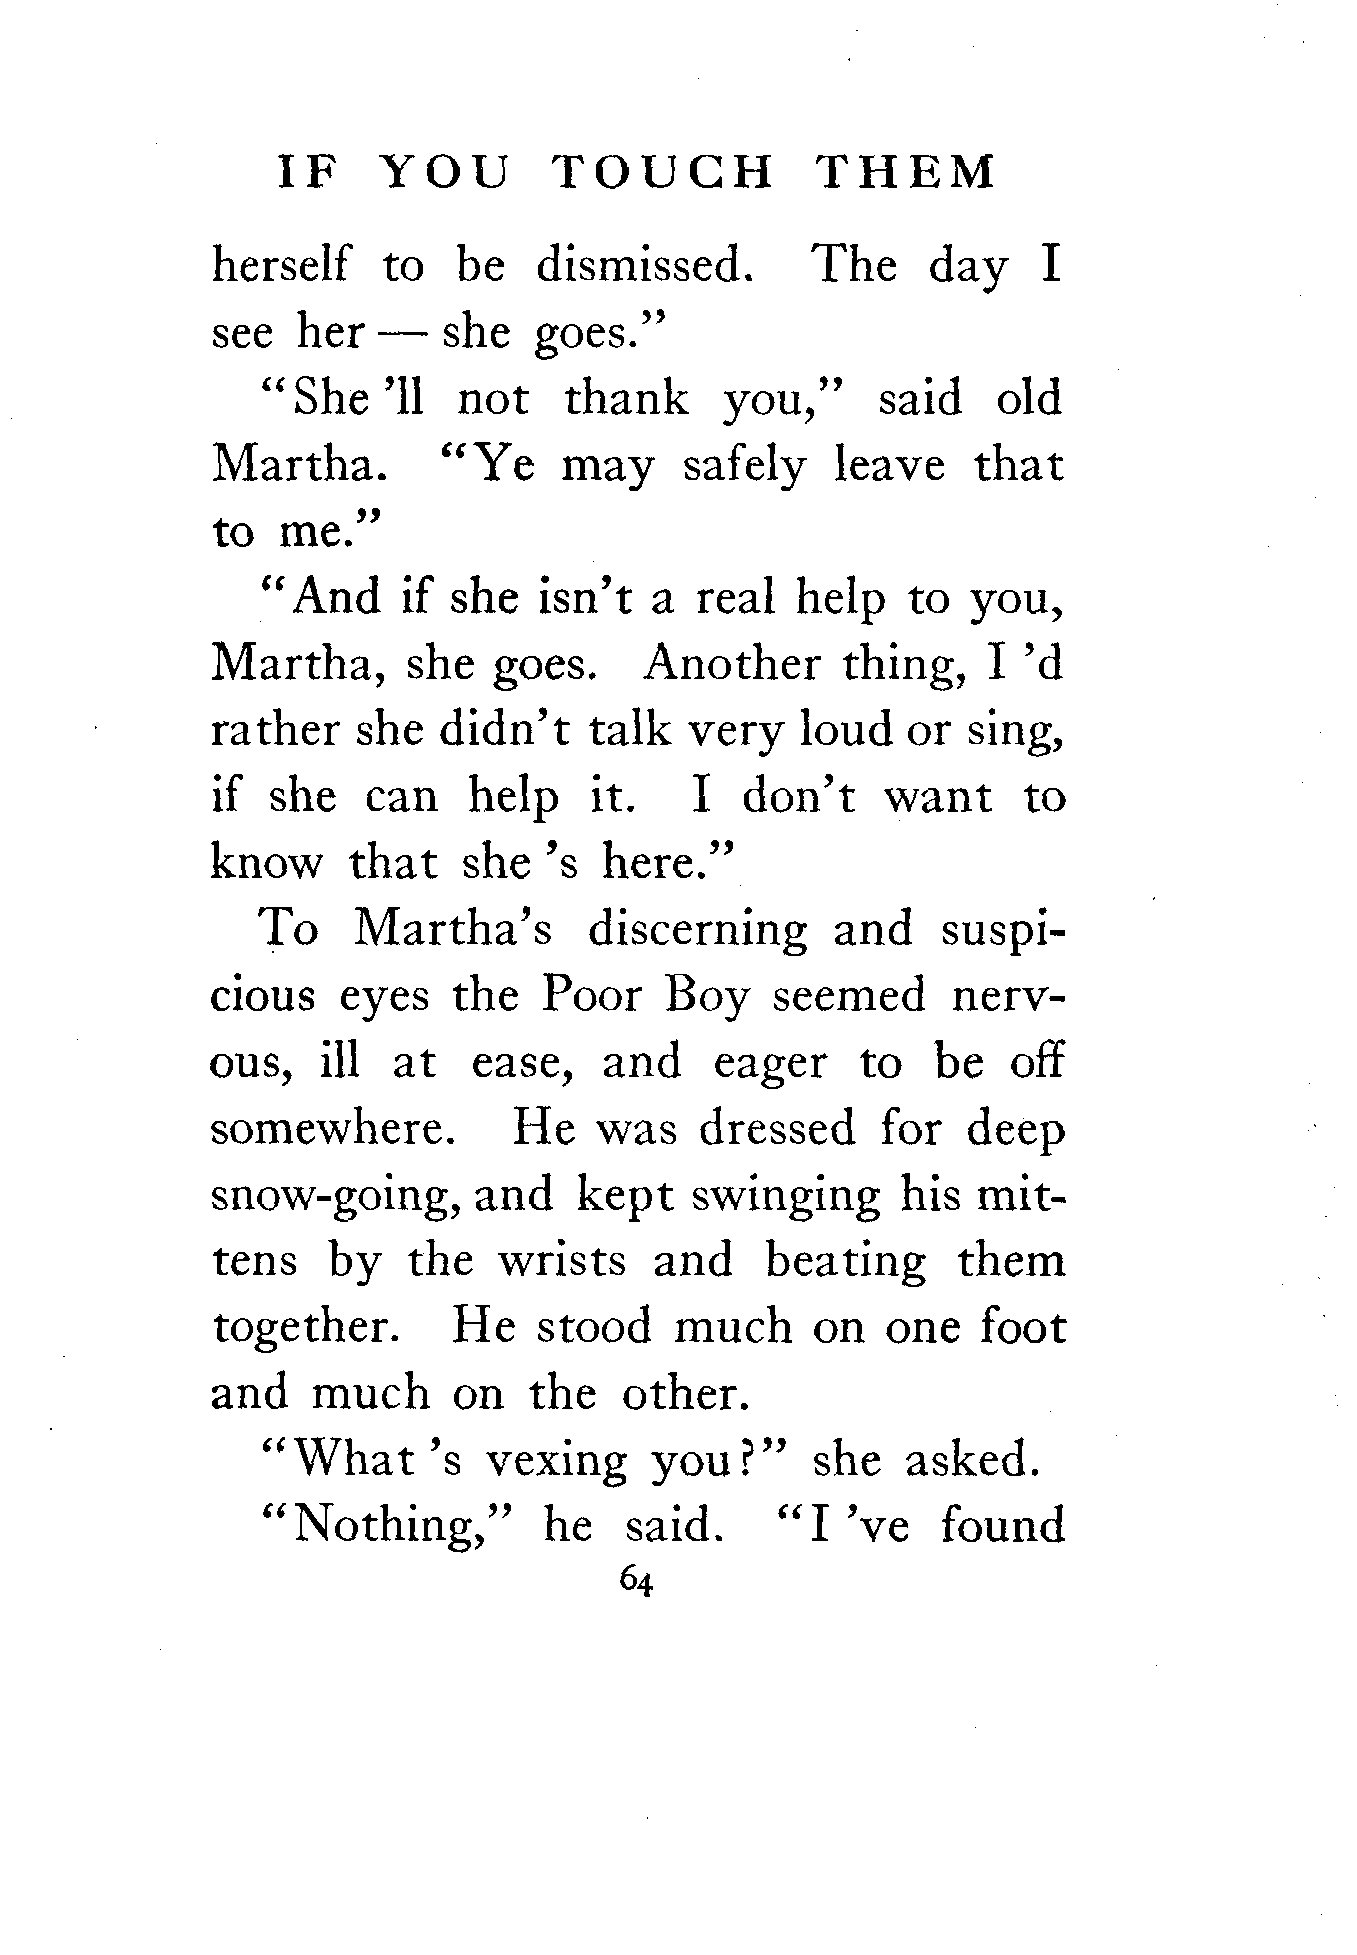 IF YOU TOUCH THEM
herself to be dismissed. The day I
see her — she goes.”
“She ’ll not thank you,” said old
Martha. “Ye may safely leave that
to me.”
“And if she isn’t a real help to you,
Martha, she goes. Another thing, I ’d
rather she didn’t talk very loud or sing,
if she can help it. I don’t want to
know that she ’s here.”
To Martha’s discerning and suspi-
cious eyes the Poor Boy seemed nerv-
ous, ill at ease, and eager to be off
somewhere. He was dressed for deep
snow-going, and kept swinging his mit-
tens by the wrists and beating them
together. He stood much on one foot
and much on the other.
“What ’s vexing you?” she asked.
“Nothing,” he said. “I ’ve found
64